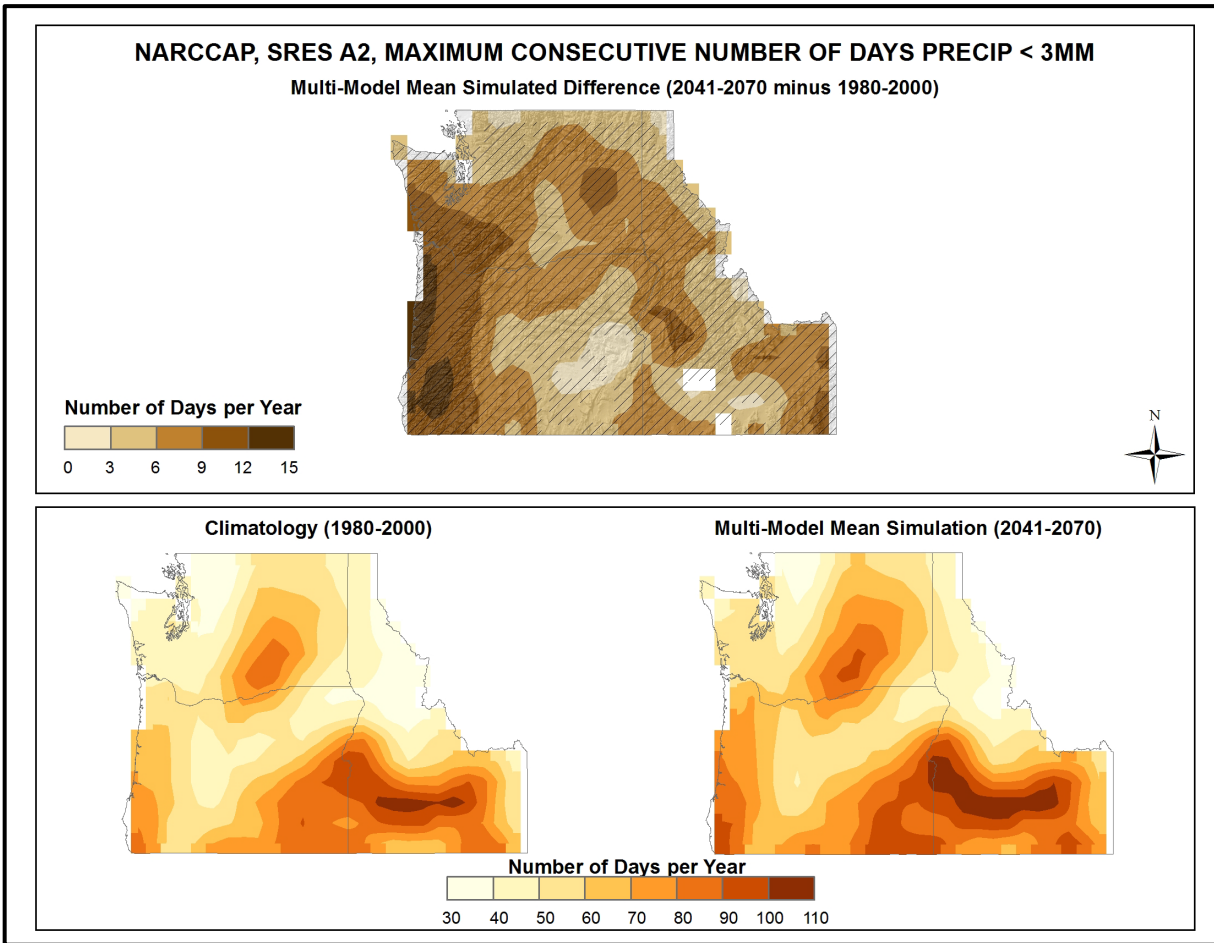 NARCCAP, SRES A2, MAXIMUM CONSECUTIVE NUMBER OF DAYS PRECIP < 3MM
Multi-Model Mean Simulated Difference (2041-2070 minus 1980-2000)
Number of Days per Year
0 3 6 9 12 15
N
Climatology (1980-2000)
Multi-Model Mean Simulation (2041-2070)
Number of Days per Year
30 40 50 60 70 80 90 100 110